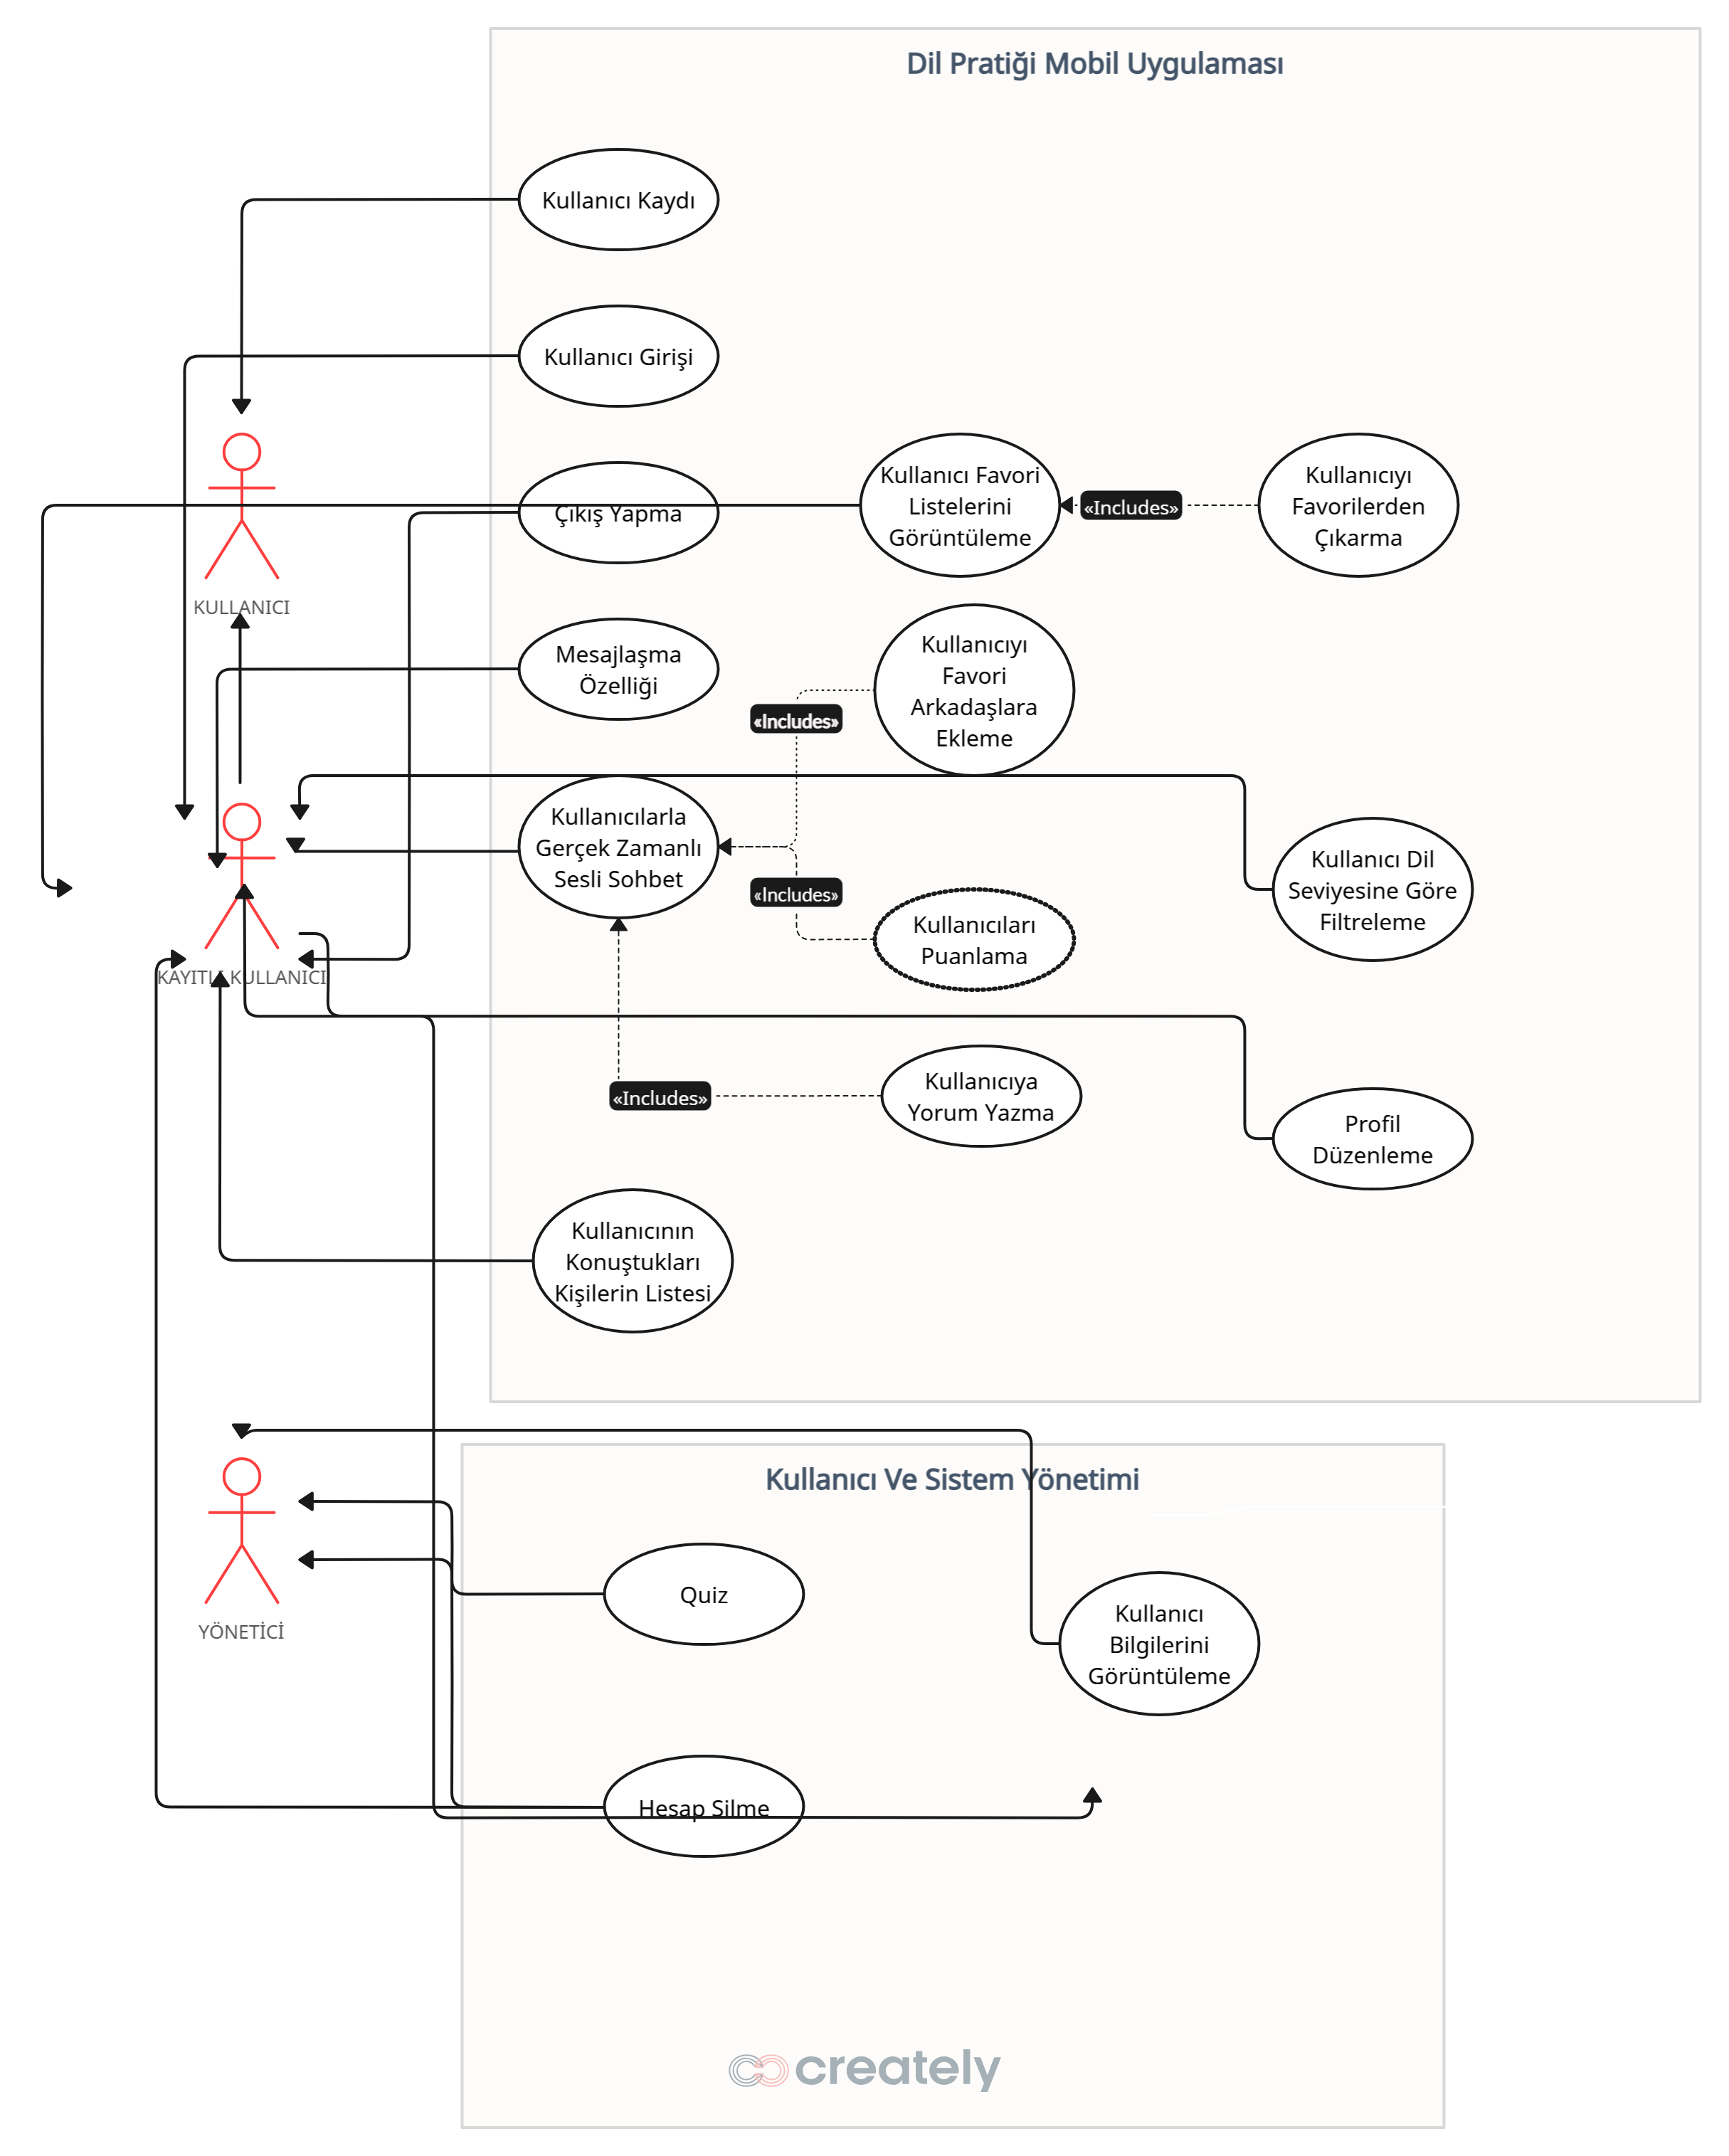 Dil Pratiği Mobil Uygulaması
Kullanıcı Kaydı
Kullanıcı Girişi
Çıkış Yapma
Kullanıcı Favori
Listelerini
Görüntüleme
«Includes»
Kullanıcıyı
Favorilerden
Çıkarma
KULLANICI
Mesajlaşma
Özelliği
Kullanıcıyı
Favori
Arkadaşlara
Ekleme
«Includes»
Kullanıcılarla
Gerçek Zamanlı
Sesli Sohbet
«Includes»
Kullanıcıları
Puanlama
Kullanıcı Dil
Seviyesine Göre
Filtreleme
KAYITLI KULLANICI
«Includes»
Kullanıcıya
Yorum Yazma
Profil
Düzenleme
Kullanıcının
Konuştukları
Kişilerin Listesi
Kullanıcı Ve Sistem Yönetimi
YÖNETİCİ
Quiz
Kullanıcı
Bilgilerini
Görüntüleme
Hesap Silme
creately